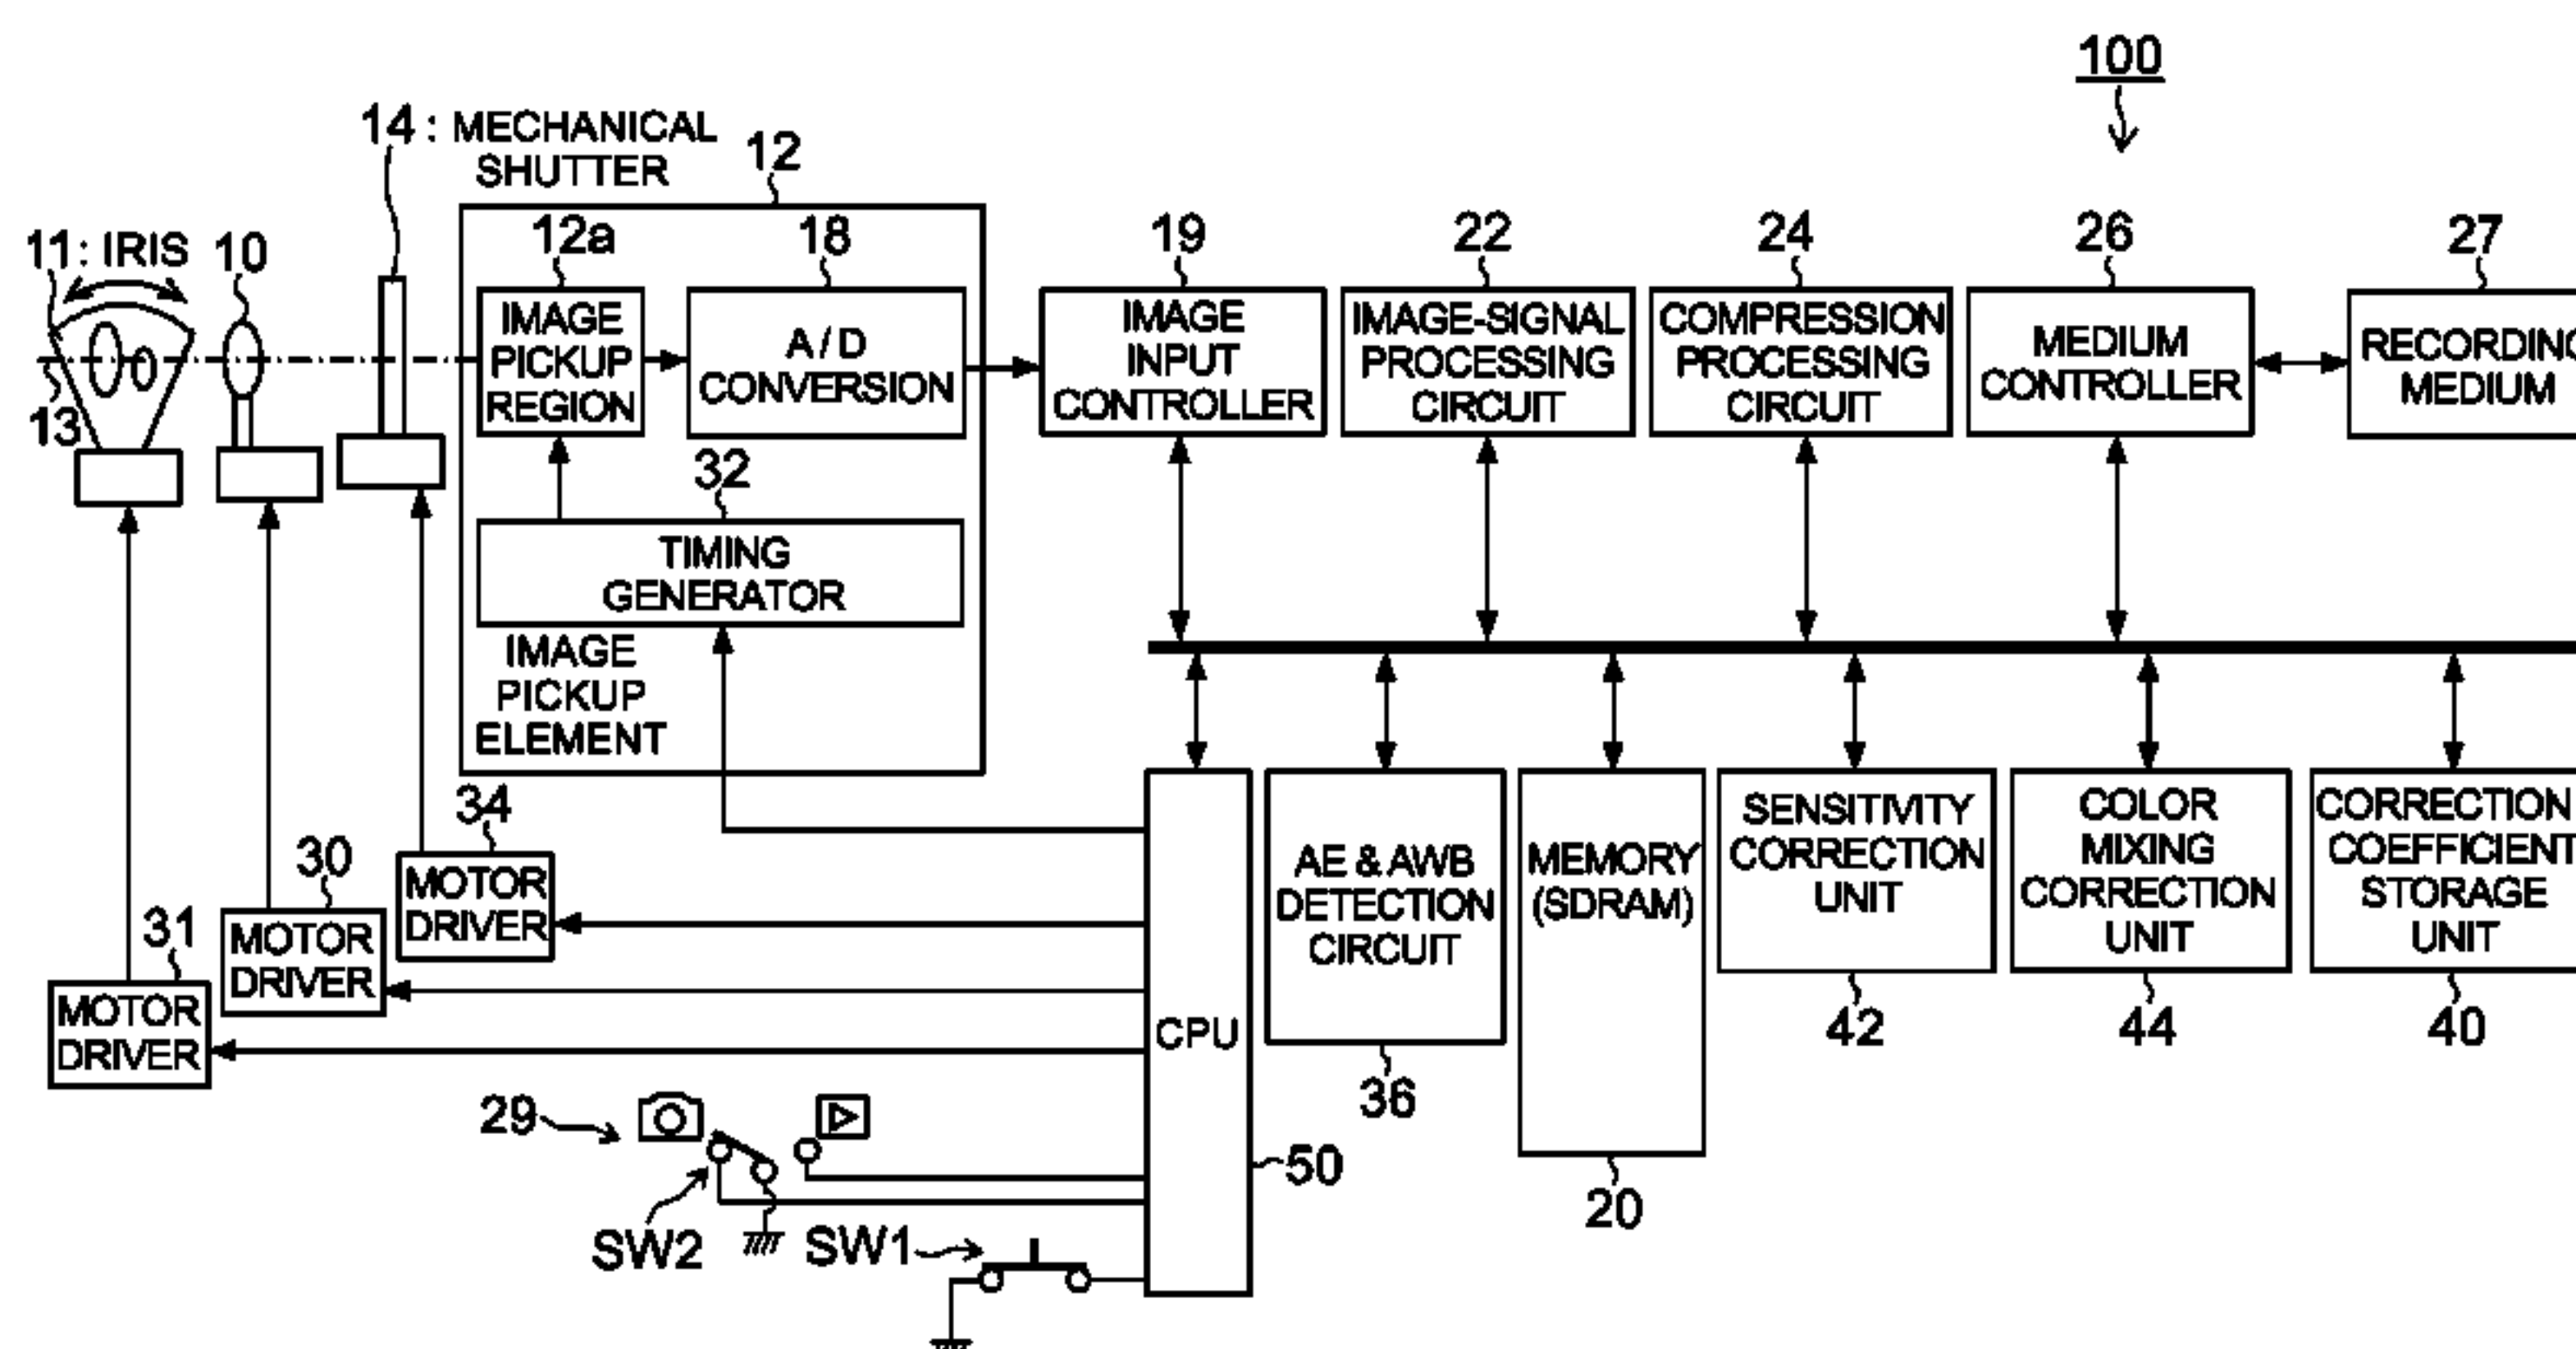 100
14 : MECHANICAL
SHUTTER
12
11 : IRIS
10
12a
18
19
22
24
26
27
IMAGE
PICKUP
REGION
A / D
CONVERSION
IMAGE
INPUT
CONTROLLER
IMAGE-SIGNAL
PROCESSING
CIRCUIT
COMPRESSION
PROCESSING
CIRCUIT
MEDIUM
CONTROLLER
RECORDING
MEDIUM
13
32
TIMING
GENERATOR
IMAGE
PICKUP
ELEMENT
34
MOTOR
DRIVER
30
MOTOR
DRIVER
31
MOTOR
DRIVER
CPU
50
AE & AWB
DETECTION
CIRCUIT
36
MEMORY
(SDRAM)
20
SENSITIVITY
CORRECTION
UNIT
42
COLOR
MIXING
CORRECTION
UNIT
44
CORRECTION
COEFFICIENT
STORAGE
UNIT
40
29
SW2
SW1